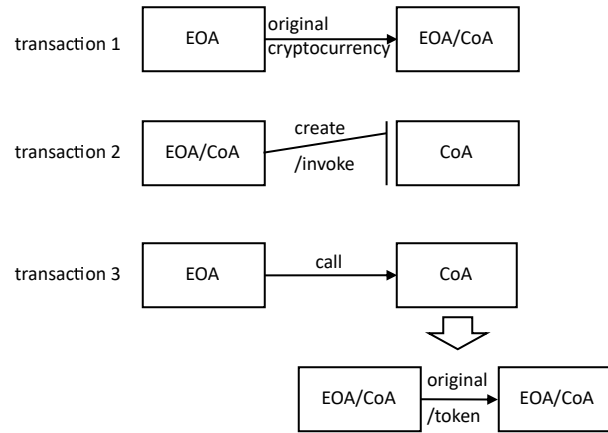 transaction 1
EOA
original
cryptocurrency
EOA/CoA
transaction 2
EOA/CoA
create
/invoke
CoA
transaction 3
EOA
call
CoA
EOA/CoA
original
/token
EOA/CoA